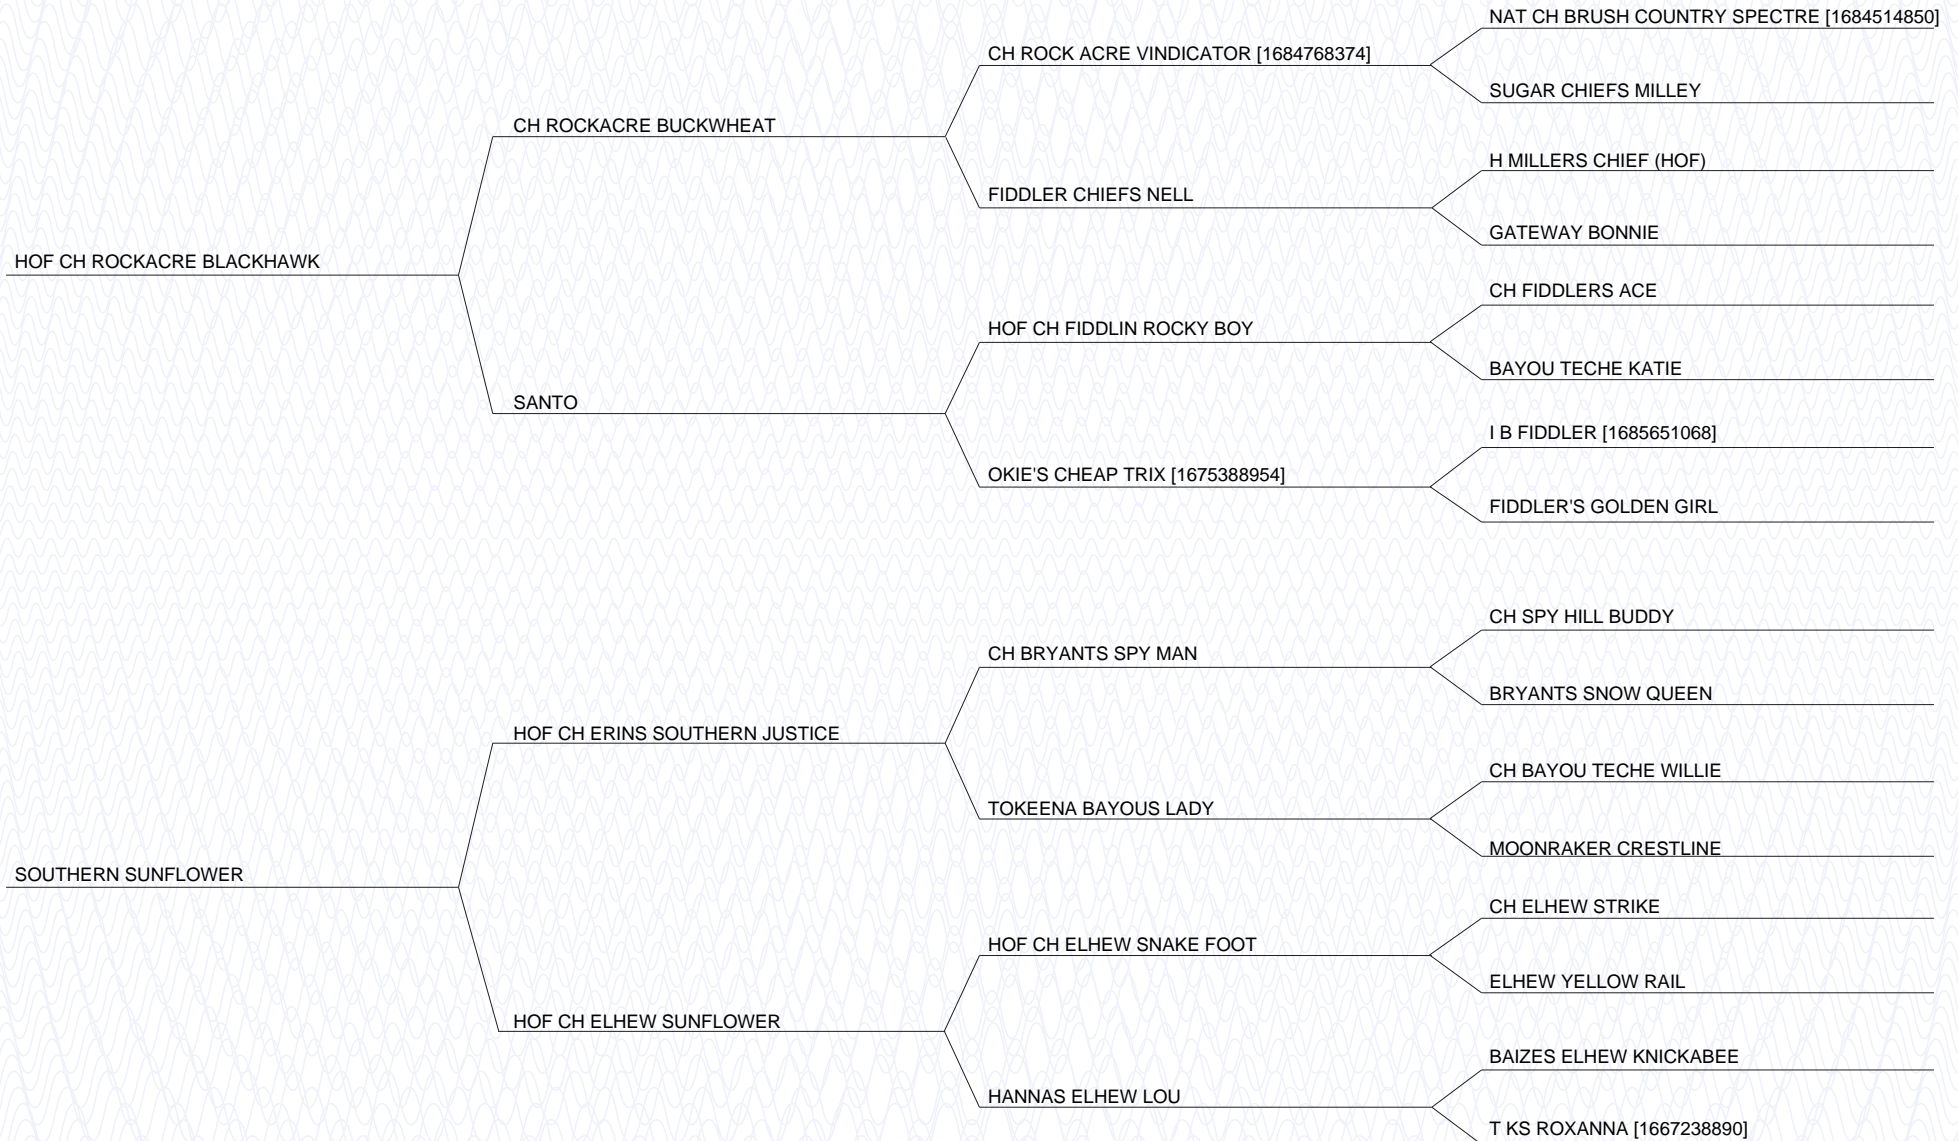 NAT CH BRUSH COUNTRY SPECTRE [1684514850]
CH ROCK ACRE VINDICATOR [1684768374]
SUGAR CHIEFS MILLEY
CH ROCKACRE BUCKWHEAT
H MILLERS CHIEF (HOF)
FIDDLER CHIEFS NELL
GATEWAY BONNIE
HOF CH ROCKACRE BLACKHAWK
CH FIDDLERS ACE
HOF CH FIDDLIN ROCKY BOY
BAYOU TECHE KATIE
SANTO
I B FIDDLER [1685651068]
OKIE'S CHEAP TRIX [1675388954]
FIDDLER'S GOLDEN GIRL
CH SPY HILL BUDDY
CH BRYANTS SPY MAN
BRYANTS SNOW QUEEN
HOF CH ERINS SOUTHERN JUSTICE
CH BAYOU TECHE WILLIE
TOKEENA BAYOUS LADY
MOONRAKER CRESTLINE
SOUTHERN SUNFLOWER
CH ELHEW STRIKE
HOF CH ELHEW SNAKE FOOT
ELHEW YELLOW RAIL
HOF CH ELHEW SUNFLOWER
BAIZES ELHEW KNICKABEE
HANNAS ELHEW LOU
T KS ROXANNA [1667238890]